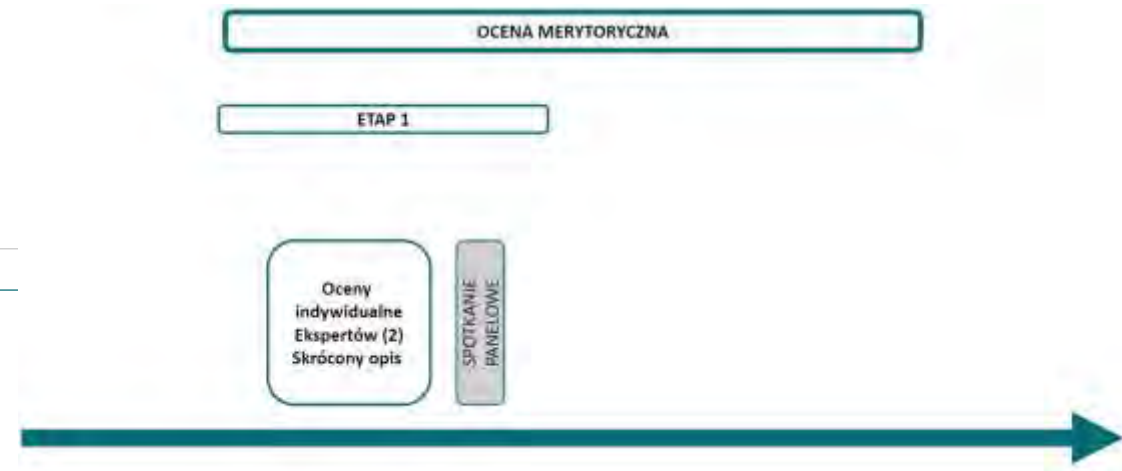 OCENA MERYTORYCZNA
ETAP 1
Oceny
indywidualne
Ekspertów (2)
Skrócony opis
SPOTKANIE
PANELOWE